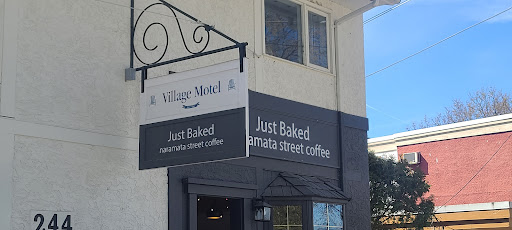 Village Motel
Just Baked
naramata street coffee
Just Baked
amata street coffee
244